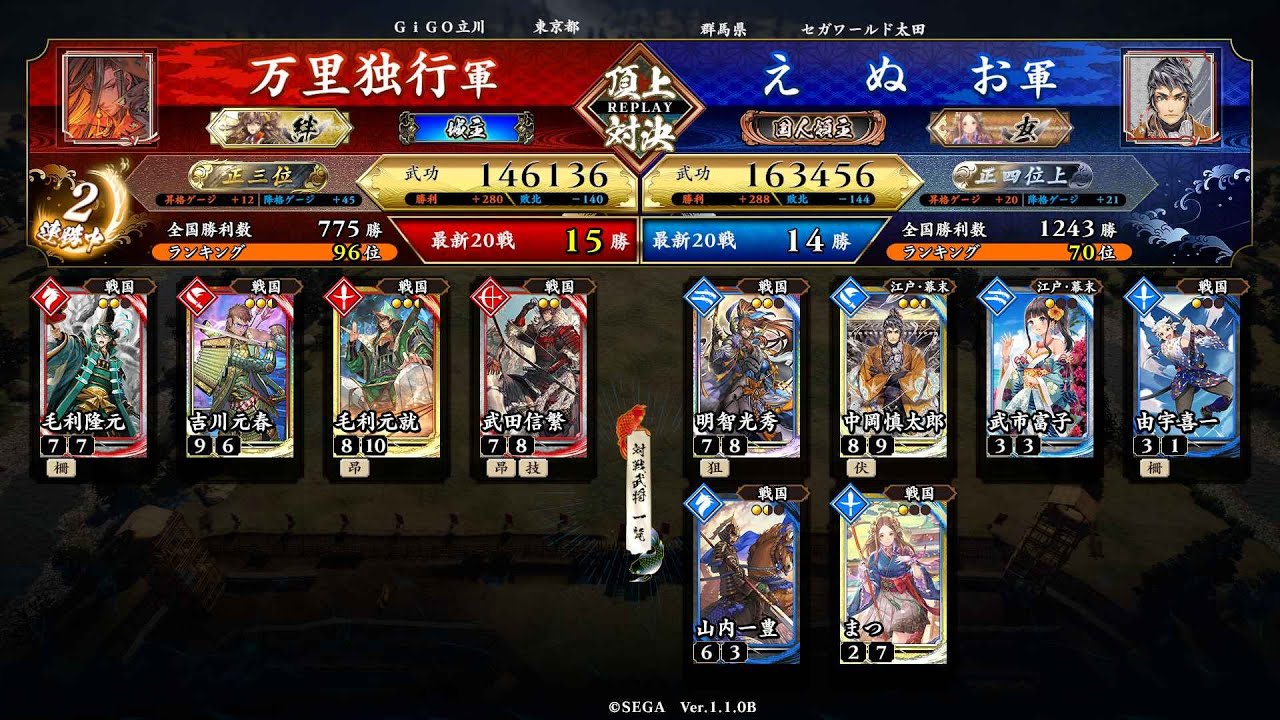 GiGO立川 東京都 群馬県 セガワールド太田
万里独行軍 頂上 REPLAY 対決 えぬお軍
絆 城主 国人領主 女
正三位 武功 146136 武功 163456 正四位上
昇格ゲージ +12 降格ゲージ +45 勝利 +280 敗北 -140 勝利 +288 敗北 -144 昇格ゲージ +20 降格ゲージ +21
2 連勝中
全国勝利数 775勝 最新20戦 15勝 最新20戦 14勝 全国勝利数 1243勝
ランキング 96位 ランキング 70位
戦国 戦国 戦国 戦国 戦国 江戸・幕末 江戸・幕末 戦国
毛利隆元 吉川元春 毛利元就 武田信繁 明智光秀 中岡慎太郎 武市富子 由宇喜一
7 7 9 6 8 10 7 8 7 8 8 9 3 3 3 1
柵 昂 昂 技 狙 伏 柵
対戦武将一覧
戦国 戦国
山内一豊 まつ
6 3 2 7
©SEGA Ver.1.1.0B